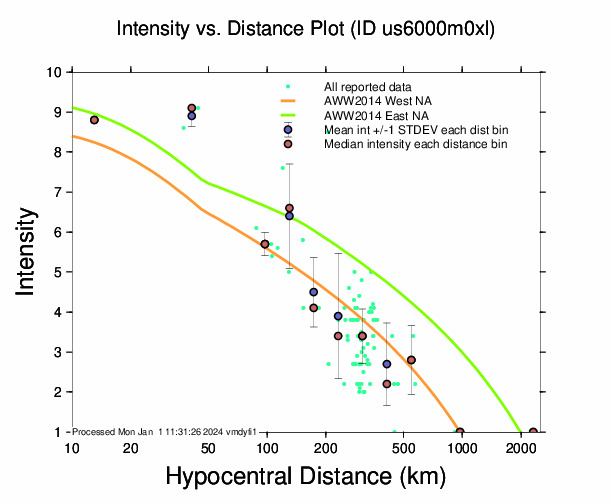 Intensity vs. Distance Plot (ID us6000m0xl)
All reported data
AWW2014 West NA
AWW2014 East NA
Mean int +/-1 STDEV each dist bin
Median intensity each distance bin
Intensity
10
9
8
7
6
5
4
3
2
1
Processed Mon Jan 1 11:31:26 2024 vmdyfi1
10 20 50 100 200 500 1000 2000
Hypocentral Distance (km)